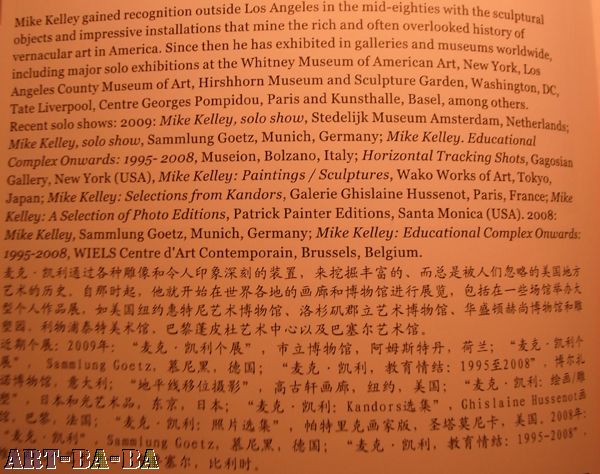 Mike Kelley gained recognition outside Los Angeles in the mid-eighties with the sculptural
objects and impressive installations that mine the rich and often overlooked history of
vernacular art in America. Since then he has exhibited in galleries and museums worldwide,
including major solo exhibitions at the Whitney Museum of American Art, New York, Los
Angeles County Museum of Art, Hirshhorn Museum and Sculpture Garden, Washington, DC,
Tate Liverpool, Centre Georges Pompidou, Paris and Kunsthalle, Basel, among others.
Recent solo shows: 2009: Mike Kelley, solo show, Stedelijk Museum Amsterdam, Netherlands;
Mike Kelley, solo show, Sammlung Goetz, Munich, Germany; Mike Kelley. Educational
Complex Onwards: 1995- 2008, Museion, Bolzano, Italy; Horizontal Tracking Shots, Gagosian
Gallery, New York (USA), Mike Kelley: Paintings / Sculptures, Wako Works of Art, Tokyo,
Japan; Mike Kelley: Selections from Kandors, Galerie Ghislaine Hussenot, Paris, France; Mike
Kelley: A Selection of Photo Editions, Patrick Painter Editions, Santa Monica (USA). 2008:
Mike Kelley, Sammlung Goetz, Munich, Germany; Mike Kelley: Educational Complex Onwards:
1995-2008, WIELS Centre d'Art Contemporain, Brussels, Belgium.
麦克·凯利通过各种雕像和令人印象深刻的装置，来挖掘丰富的、而总是被人们忽略的美国地方
艺术的历史。自那时起，他就开始在世界各地的画廊和博物馆进行展览，包括在一些场馆举办大
型个人作品展，如美国纽约惠特尼艺术博物馆、洛杉矶郡立艺术博物馆、华盛顿赫尚博物馆和雕
塑园，利物浦泰特美术馆，巴黎蓬皮杜艺术中心以及巴塞尔艺术馆。
近期个展：2009年：“麦克·凯利个展”，市立博物馆，阿姆斯特丹，荷兰；“麦克·凯利个
展”，Sammlung Goetz，慕尼黑，德国；“麦克·凯利，教育情结：1995至2008”，博尔扎
诺博物馆，意大利；“地平线移位摄影”，高古轩画廊，纽约，美国；“麦克·凯利：绘画/雕
塑”，日本和光艺术品，东京，日本；“麦克·凯利：Kandors选集”，Ghislaine Hussenot画
馆，巴黎，法国；“麦克·凯利：照片选集”，帕特里克画家版，圣塔莫尼卡，美国。2008年：
“麦克·凯利”，Sammlung Goetz，慕尼黑，德国；“麦克·凯利，教育情结：1995-2008”，
塞尔，比利时。
ART-BA-BA